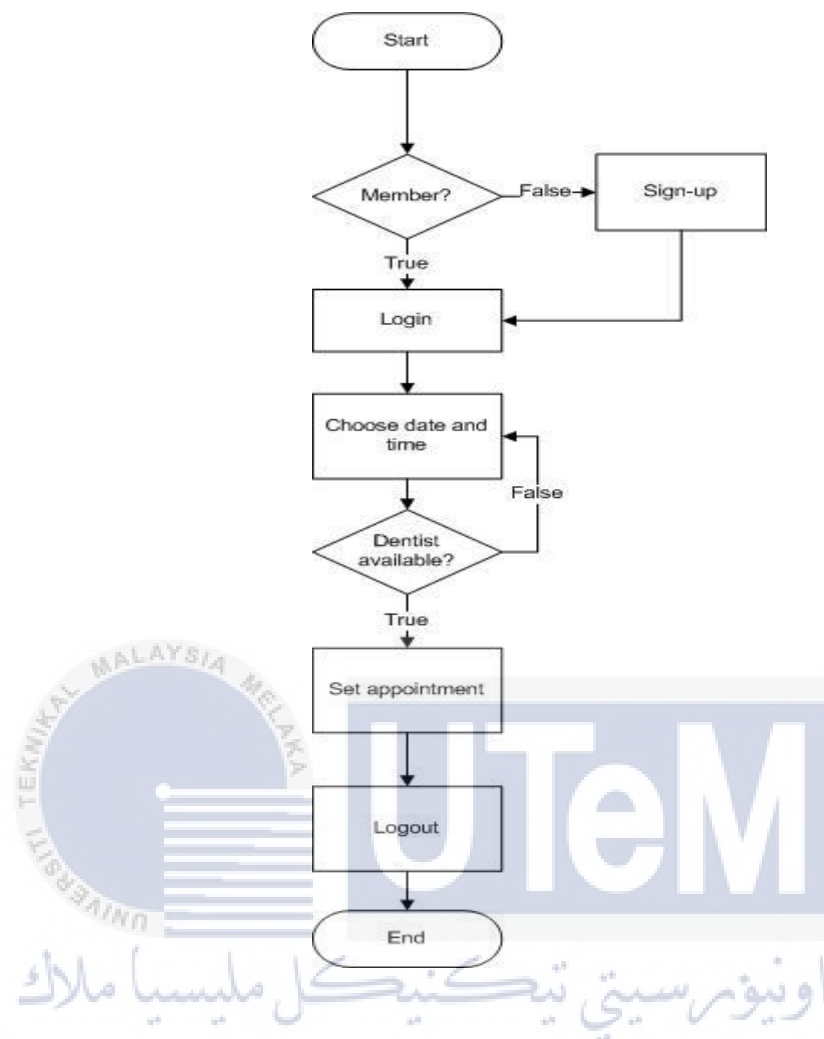 Start
Member?
False
Sign-up
True
Login
Choose date and
time
False
Dentist
available?
True
Set appointment
Logout
End
UNIVERSITI TEKNIKAL MALAYSIA MELAKA
UTeM
اونيۏرسيتي تيكنيكل مليسيا ملاك